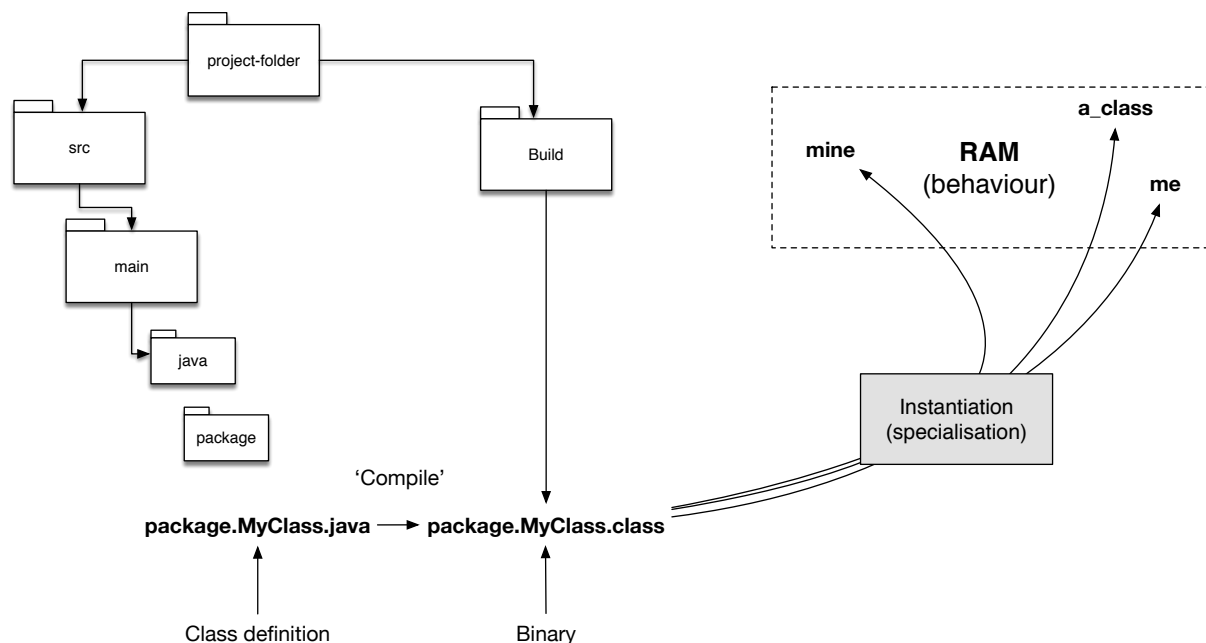 project-folder
src
Build
main
java
package
'Compile'
package.MyClass.java
package.MyClass.class
Class definition
Binary
mine
RAM
(behaviour)
a_class
me
Instantiation
(specialisation)